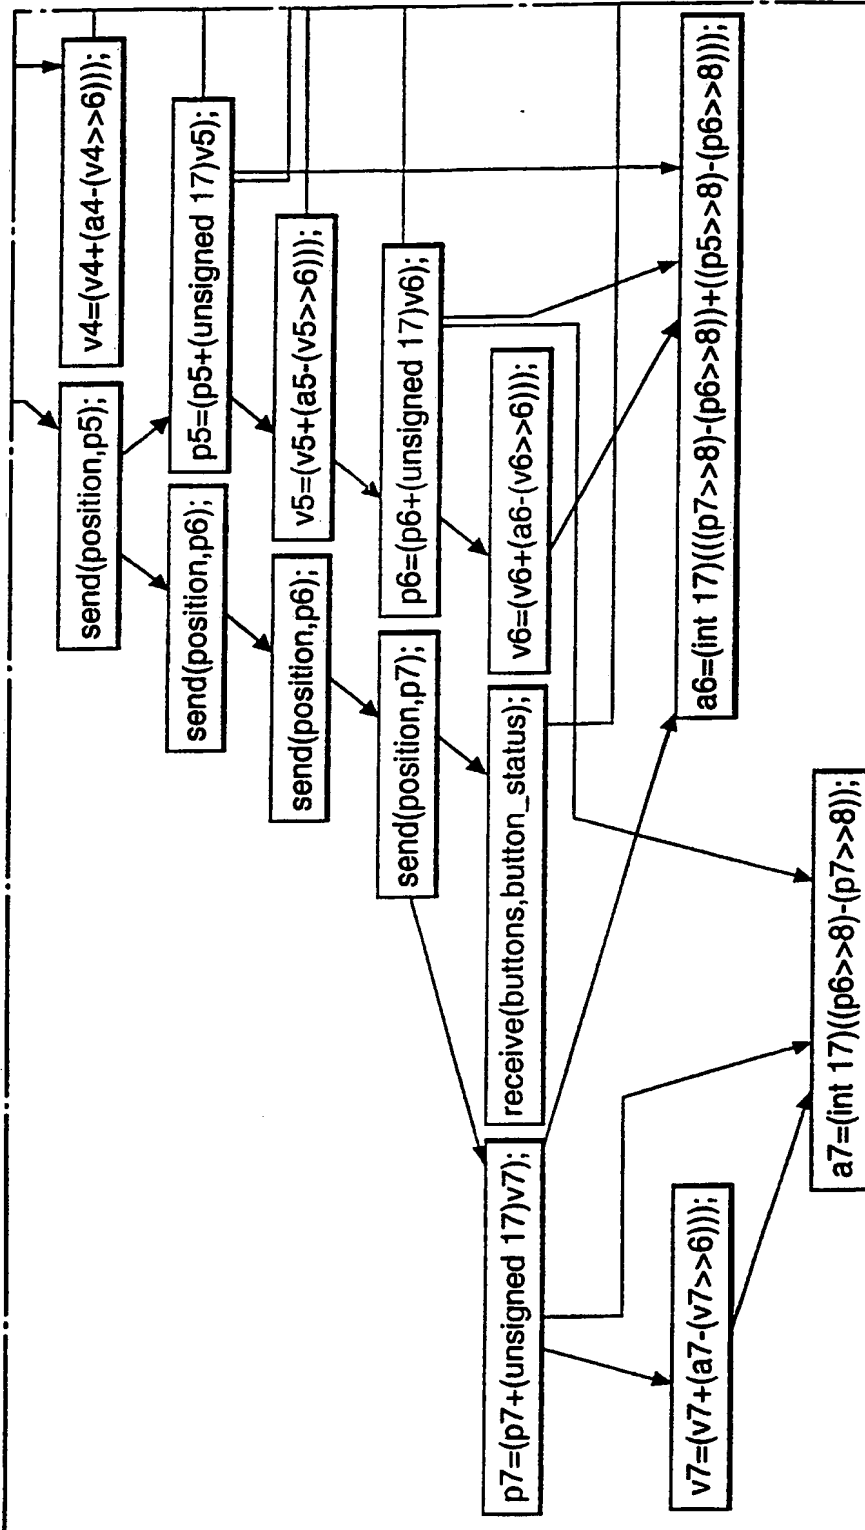 v4=(v4+(a4-(v4>>6)));
send(position,p5);
p5=(p5+(unsigned 17)v5);
send(position,p6);
v5=(v5+(a5-(v5>>6)));
send(position,p6);
p6=(p6+(unsigned 17)v6);
send(position,p7);
v6=(v6+(a6-(v6>>6)));
receive(buttons,button_status);
p7=(p7+(unsigned 17)v7);
a6=(int 17)(((p7>>8)-(p6>>8))+((p5>>8)-(p6>>8)));
v7=(v7+(a7-(v7>>6)));
a7=(int 17)((p6>>8)-(p7>>8));